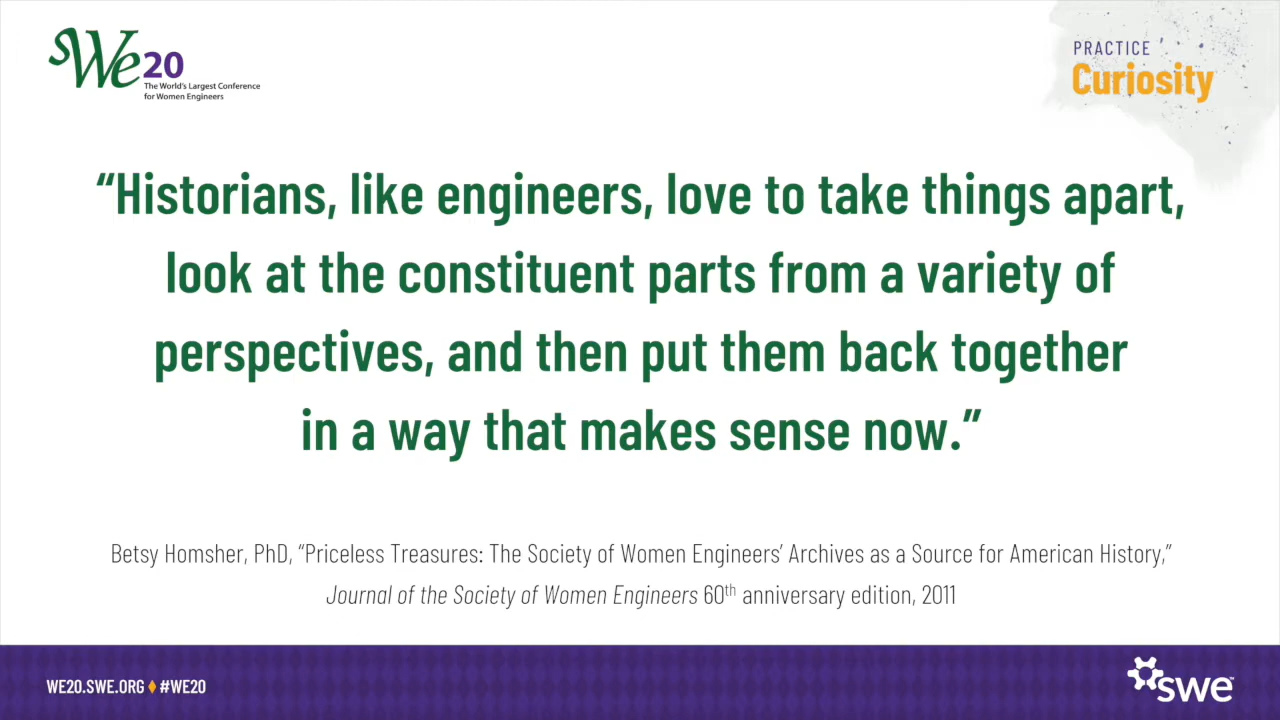 We20
The World's Largest Conference
for Women Engineers
PRACTICE
Curiosity
“Historians, like engineers, love to take things apart,
look at the constituent parts from a variety of
perspectives, and then put them back together
in a way that makes sense now.”
Betsy Homsher, PhD, “Priceless Treasures: The Society of Women Engineers’ Archives as a Source for American History,”
Journal of the Society of Women Engineers 60th anniversary edition, 2011
WE20.SWE.ORG ♦ #WE20
swe